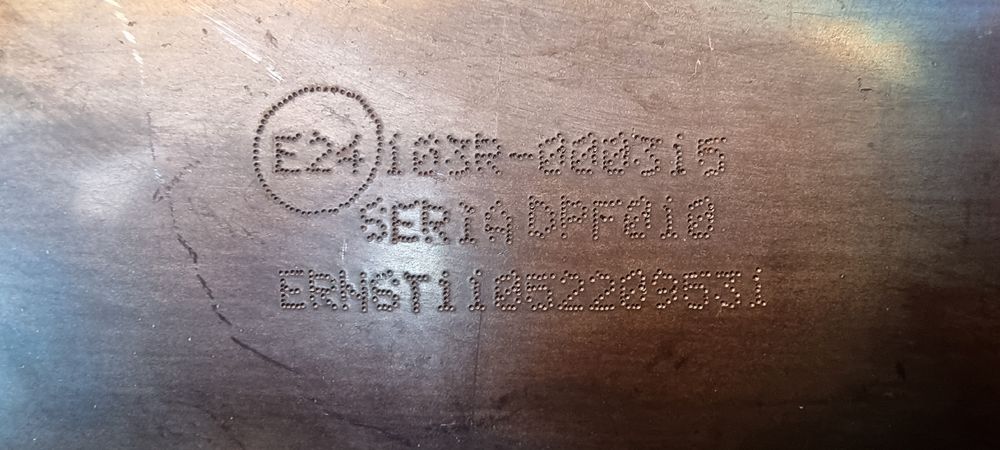 E24 103R-000315
SERIA DPF010
ERNST11052209531